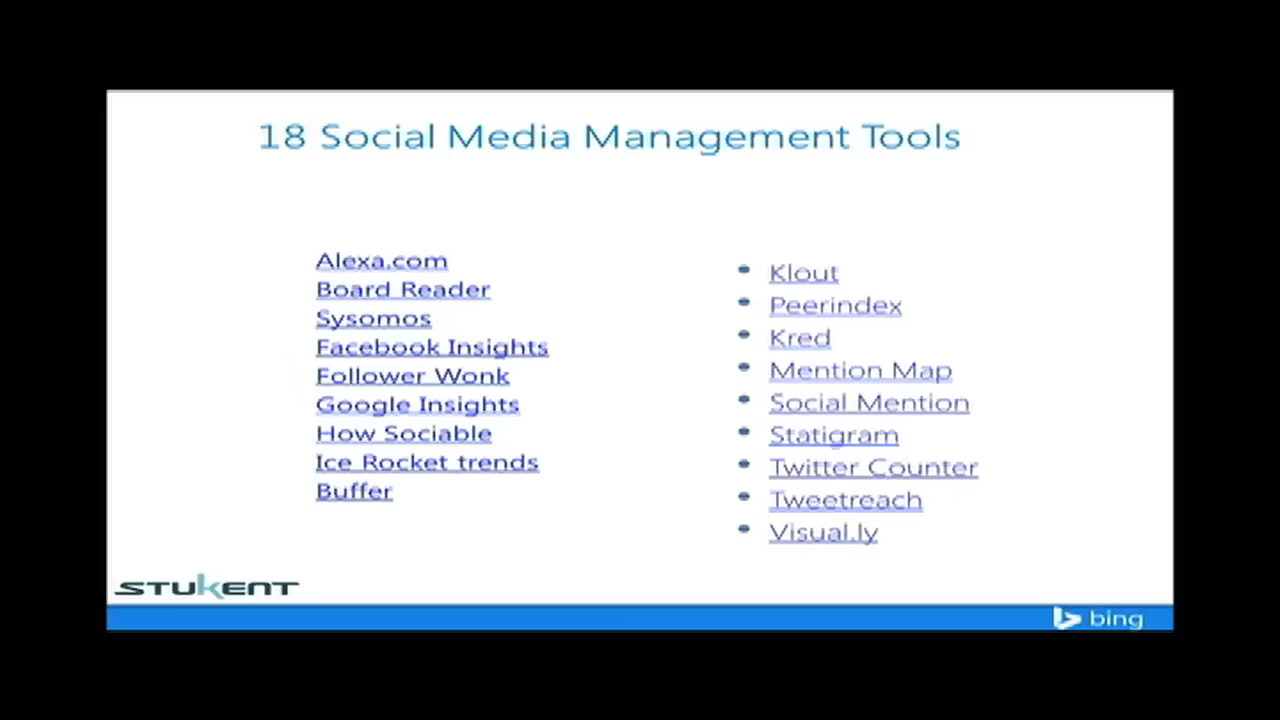 18 Social Media Management Tools
Alexa.com
Board Reader
Sysomos
Facebook Insights
Follower Wonk
Google Insights
How Sociable
Ice Rocket trends
Buffer
• Klout
• Peerindex
• Kred
• Mention Map
• Social Mention
• Statigram
• Twitter Counter
• Tweetreach
• Visual.ly
STUKENT
bing